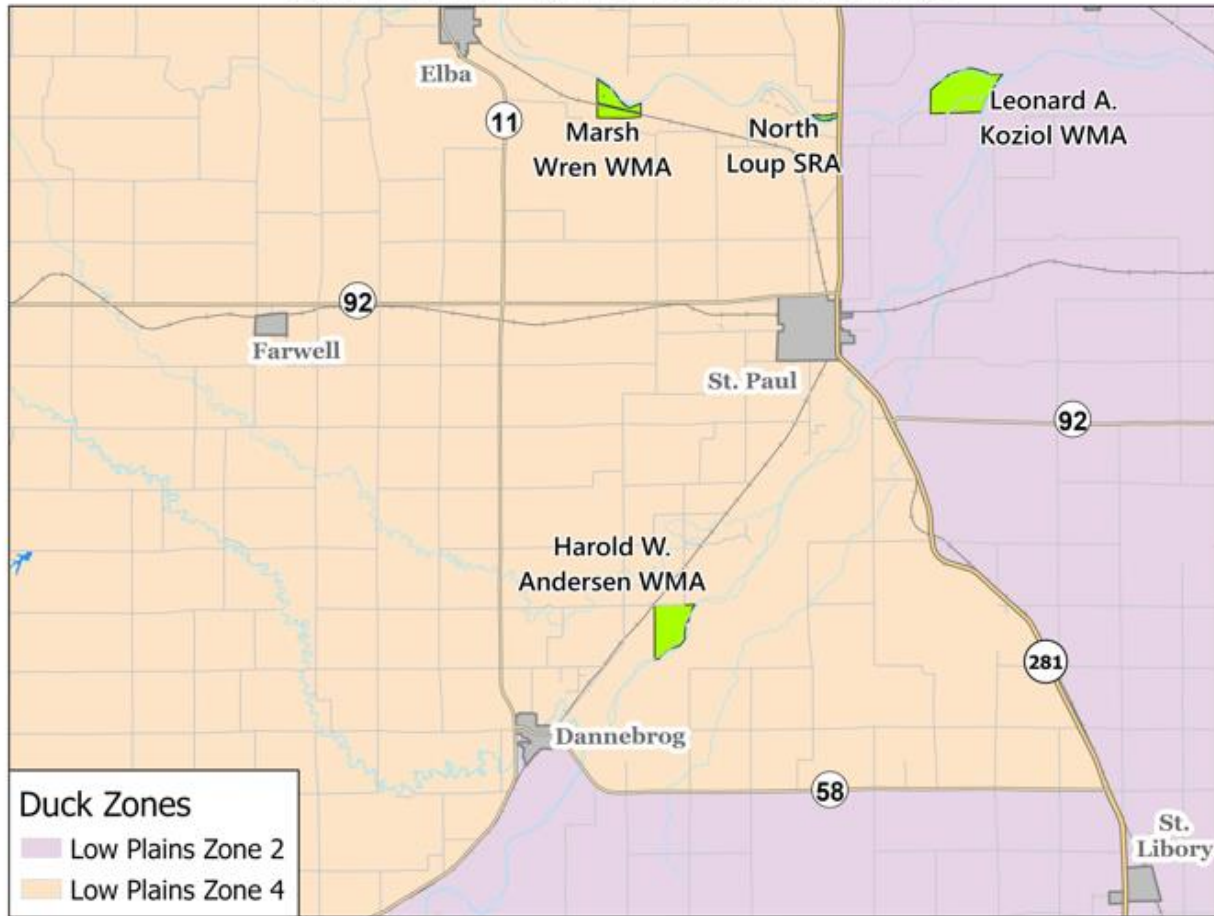 Elba
11
Marsh
Wren WMA
North
Loup SRA
Leonard A.
Koziol WMA
92
Farwell
St. Paul
92
Harold W.
Andersen WMA
281
Dannebrog
58
St.
Libory
Duck Zones
Low Plains Zone 2
Low Plains Zone 4